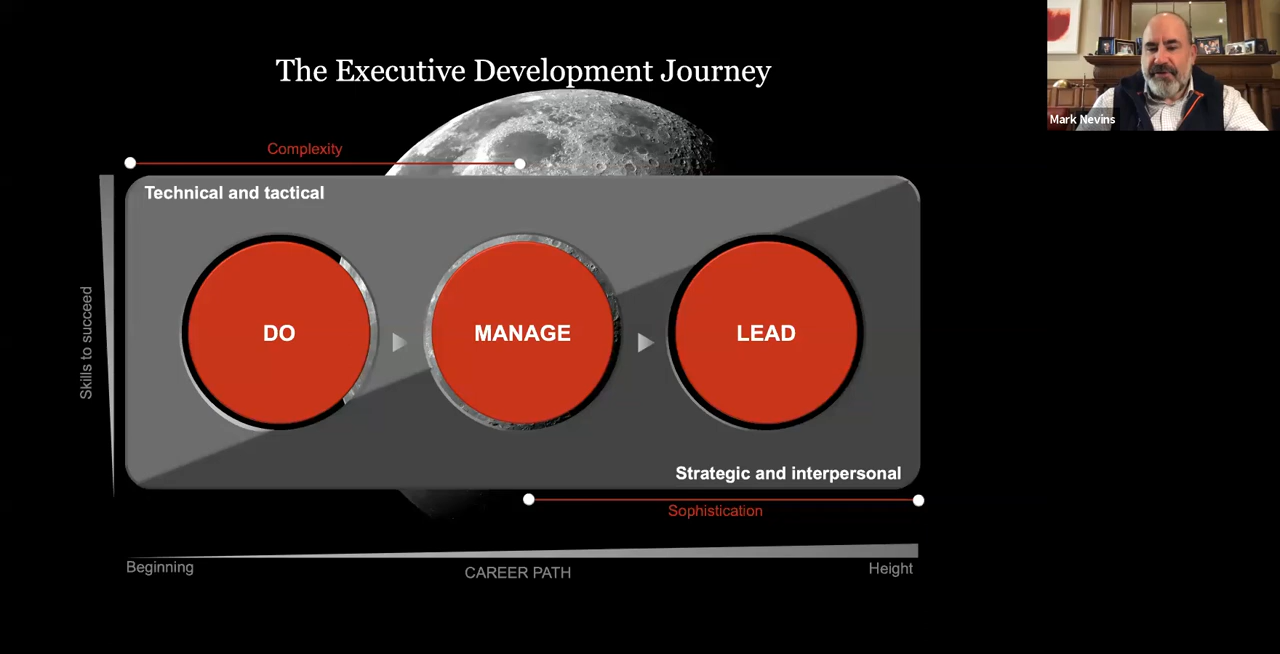 The Executive Development Journey
Mark Nevins
Complexity
Technical and tactical
Skills to succeed
DO
MANAGE
LEAD
Strategic and interpersonal
Sophistication
Beginning
CAREER PATH
Height